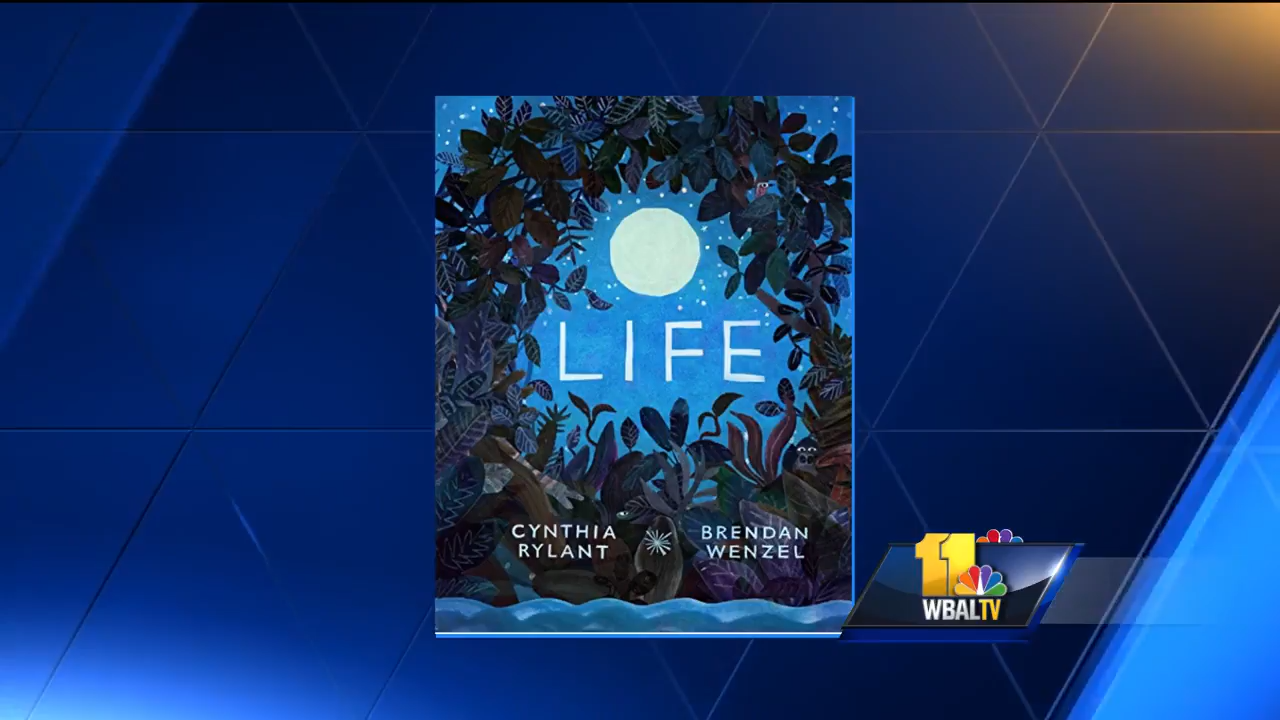 LIFE
CYNTHIA
RYLANT
BRENDAN
WENZEL
11
WBALTV